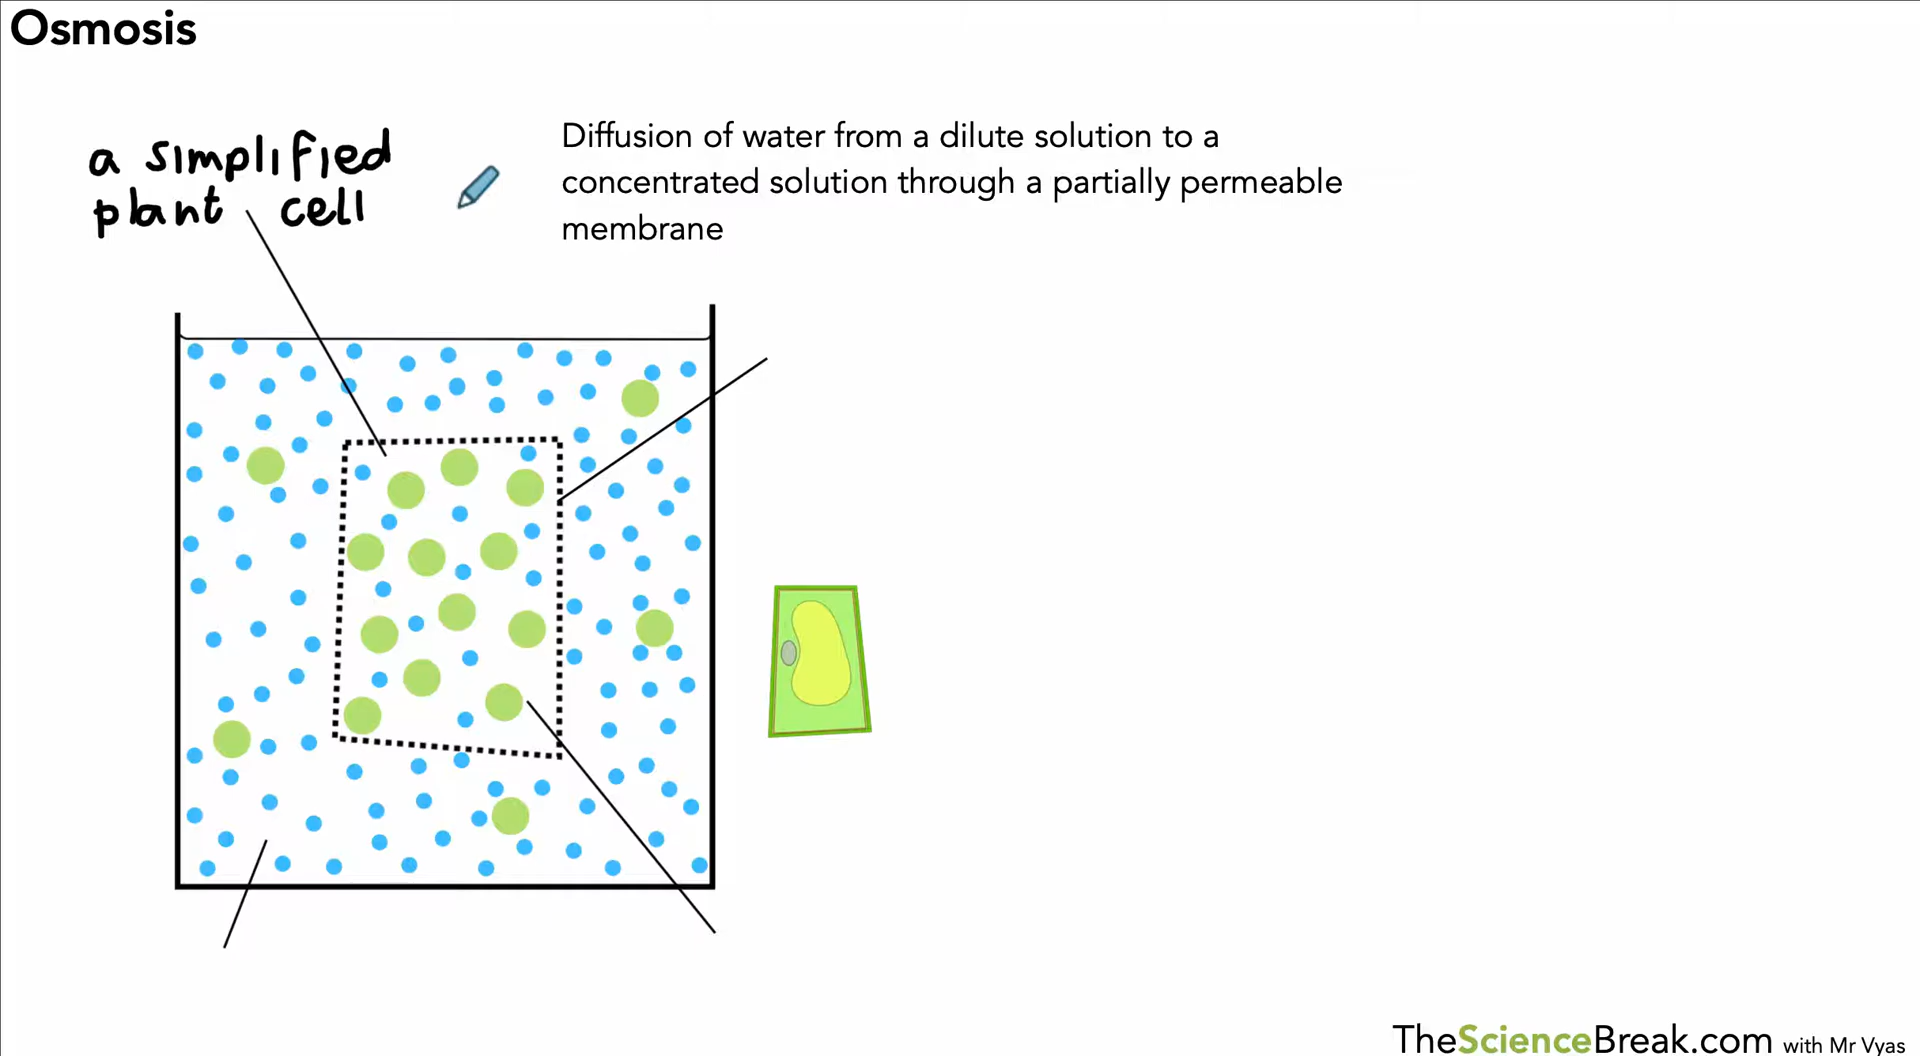 Osmosis
a simplified
plant cell
Diffusion of water from a dilute solution to a
concentrated solution through a partially permeable
membrane
TheScienceBreak.com with Mr Vyas